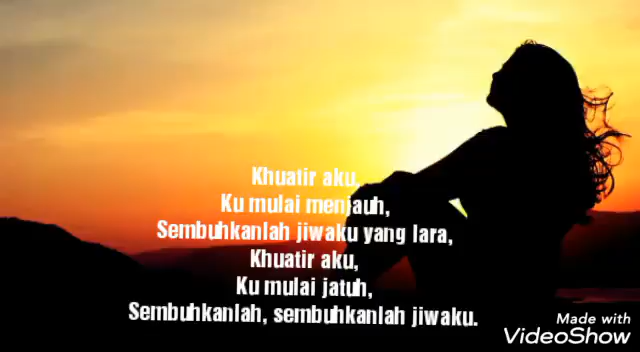 Khuatir aku,
Ku mulai menjauh,
Sembuhkanlah jiwaku yang lara,
Khuatir aku,
Ku mulai jatuh,
Sembuhkanlah, sembuhkanlah jiwaku.
Made with
VideoShow